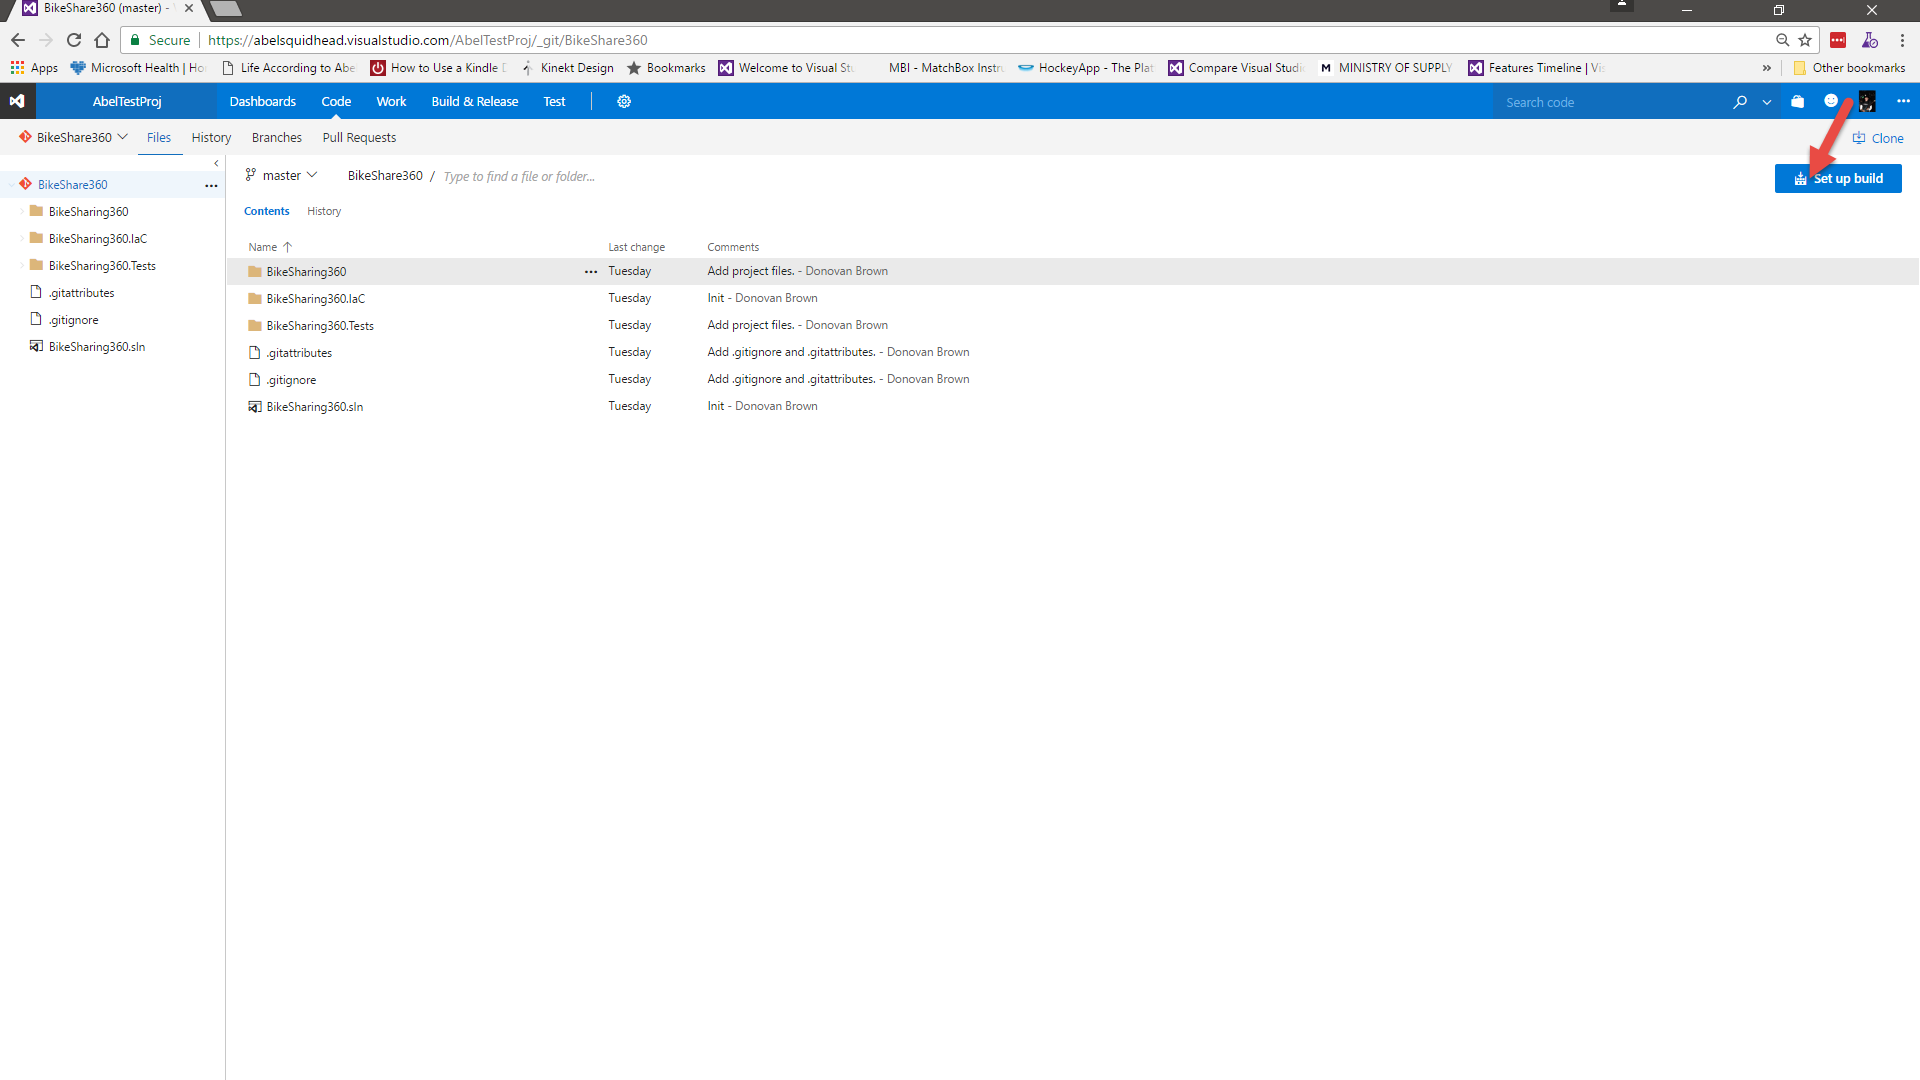 BikeShare360 (master) -
Secure https://abelsquidhead.visualstudio.com/AbelTestProj/_git/BikeShare360
Apps Microsoft Health | Ho Life According to Abe How to Use a Kindle D Kinekt Design Bookmarks Welcome to Visual Stu MBI - MatchBox Instru HockeyApp - The Plat Compare Visual Studi M MINISTRY OF SUPPLY Features Timeline | Vis » Other bookmarks
AbelTestProj Dashboards Code Work Build & Release Test Search code
BikeShare360 Files History Branches Pull Requests Clone
BikeShare360
BikeSharing360
BikeSharing360.IaC
BikeSharing360.Tests
.gitattributes
.gitignore
BikeSharing360.sln
master BikeShare360 / Type to find a file or folder... Set up build
Contents History
Name Last change Comments
BikeSharing360 Tuesday Add project files. - Donovan Brown
BikeSharing360.IaC Tuesday Init - Donovan Brown
BikeSharing360.Tests Tuesday Add project files. - Donovan Brown
.gitattributes Tuesday Add .gitignore and .gitattributes. - Donovan Brown
.gitignore Tuesday Add .gitignore and .gitattributes. - Donovan Brown
BikeSharing360.sln Tuesday Init - Donovan Brown